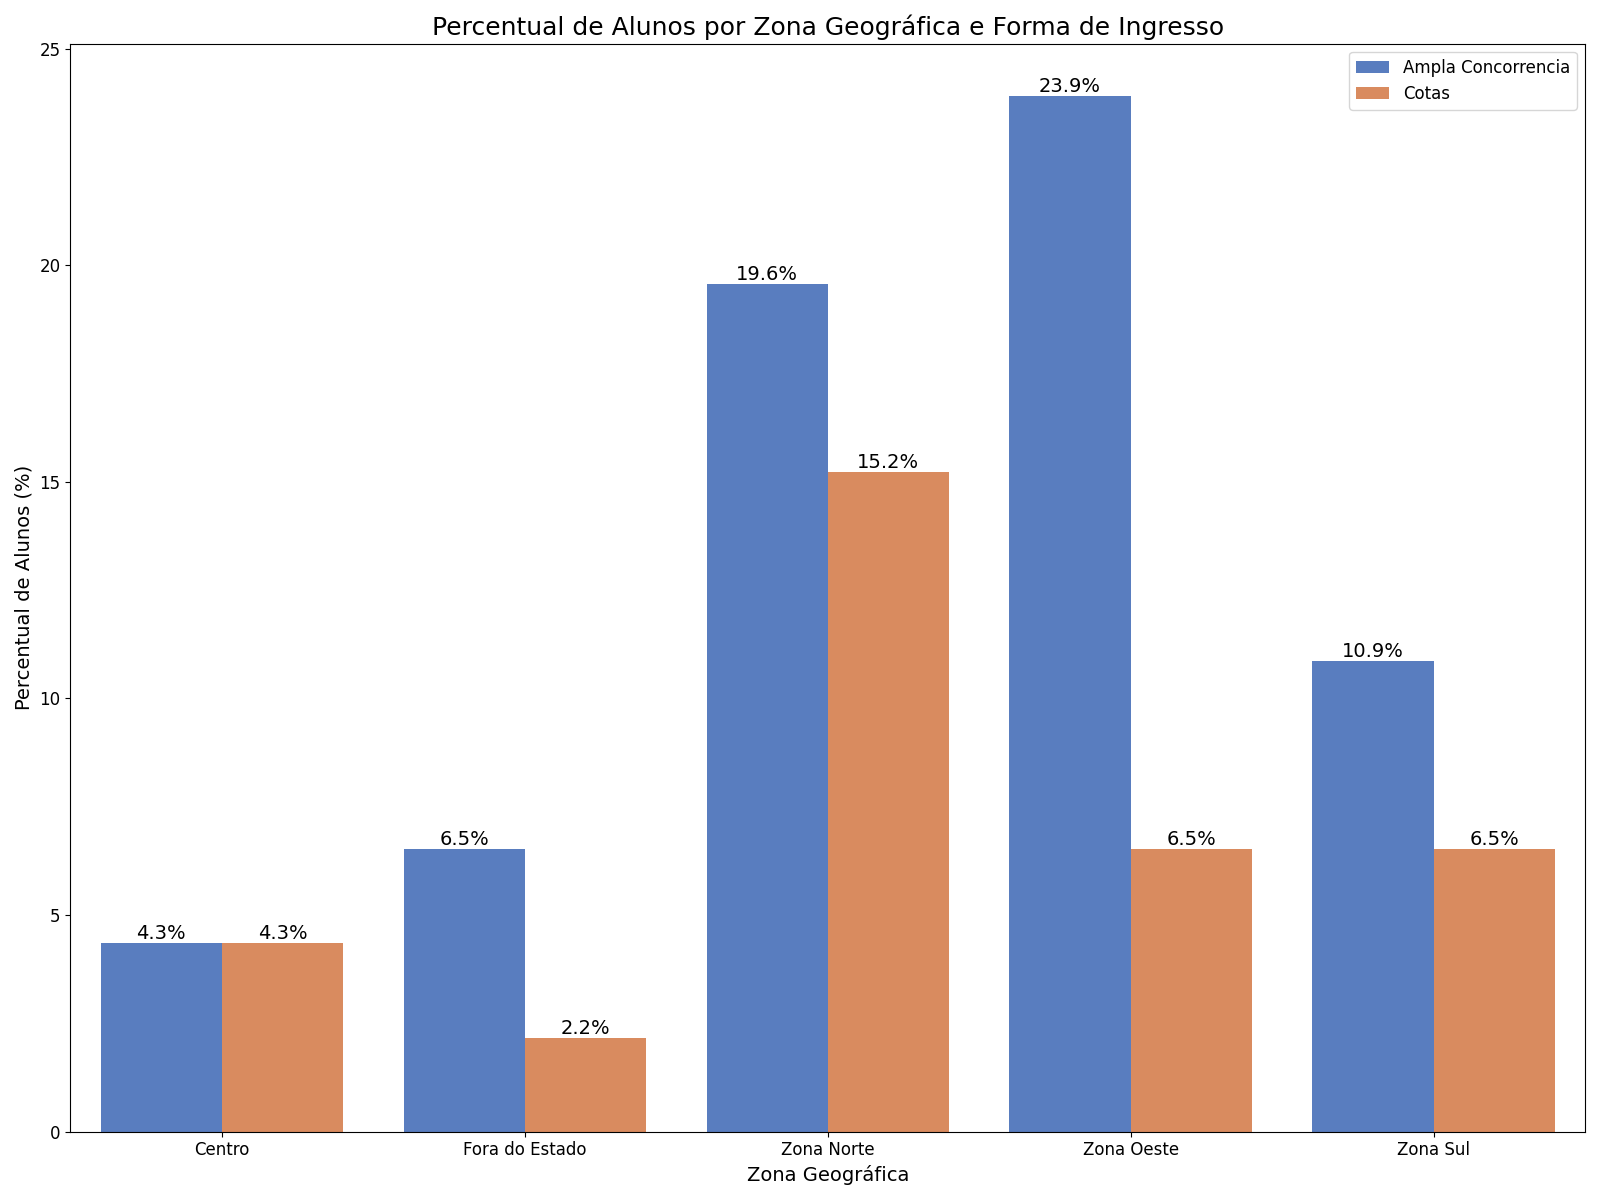 Percentual de Alunos por Zona Geográfica e Forma de Ingresso
Ampla Concorrencia
Cotas
Percentual de Alunos (%)
25
20
15
10
5
0
4.3%
4.3%
6.5%
2.2%
19.6%
15.2%
23.9%
6.5%
10.9%
6.5%
Centro
Fora do Estado
Zona Norte
Zona Oeste
Zona Sul
Zona Geográfica